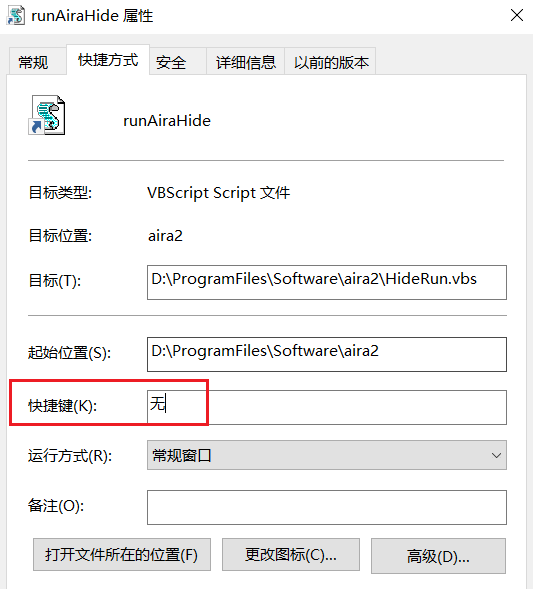 runAiraHide 属性
常规 快捷方式 安全 详细信息 以前的版本
runAiraHide
目标类型: VBScript Script 文件
目标位置: aira2
目标(T): D:\ProgramFiles\Software\aira2\HideRun.vbs
起始位置(S): D:\ProgramFiles\Software\aira2
快捷键(K): 无
运行方式(R): 常规窗口
备注(O):
打开文件所在的位置(F) 更改图标(C)... 高级(D)...